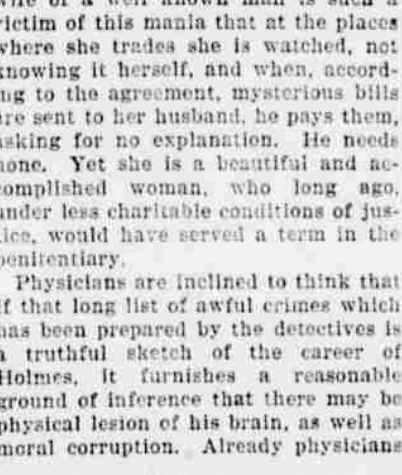 wife of a well known man is such a
victim of this mania that at the places
where she trades she is watched, not
knowing it herself, and when, accord-
ing to the agreement, mysterious bills
are sent to her husband, he pays them,
asking for no explanation. He needs
none. Yet she is a beautiful and ac-
complished woman, who long ago,
under less charitable conditions of jus-
tice, would have served a term in the
penitentiary.
Physicians are inclined to think that
if that long list of awful crimes which
has been prepared by the detectives is
a truthful sketch of the career of
Holmes, it furnishes a reasonable
ground of inference that there may be
physical lesion of his brain, as well as
moral corruption. Already physicians